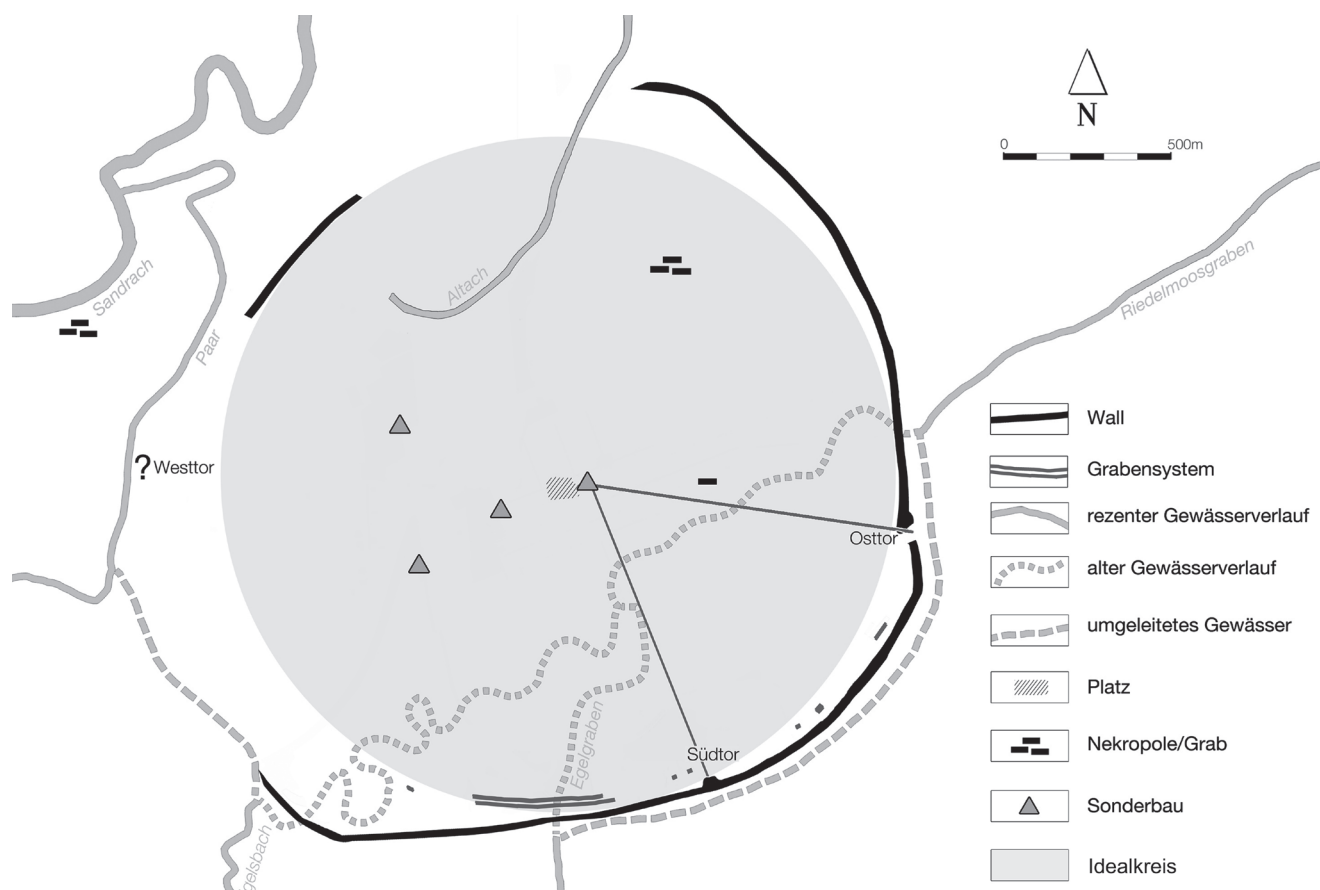 N
0 500m
Altach
Sandrach
Riedelmoosgraben
Paar
? Westtor
Osttor
Südtor
Egelgraben
gelsbach
Wall
Grabensystem
rezenter Gewässerverlauf
alter Gewässerverlauf
umgeleitetes Gewässer
Platz
Nekropole/Grab
Sonderbau
Idealkreis